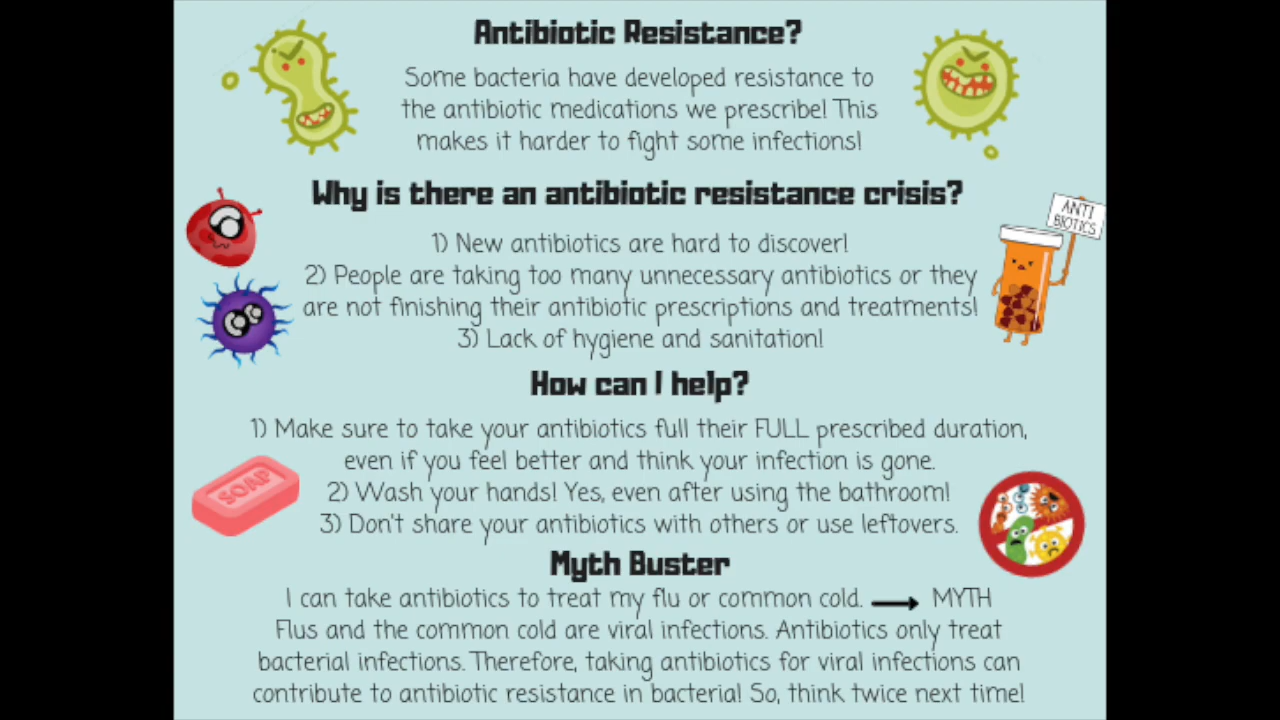 Antibiotic Resistance?
Some bacteria have developed resistance to
the antibiotic medications we prescribe! This
makes it harder to fight some infections!
Why is there an antibiotic resistance crisis?
ANTI
BIOTICS
1) New antibiotics are hard to discover!
2) People are taking too many unnecessary antibiotics or they
are not finishing their antibiotic prescriptions and treatments!
3) Lack of hygiene and sanitation!
How can I help?
1) Make sure to take your antibiotics full their FULL prescribed duration,
even if you feel better and think your infection is gone.
SOAP
2) Wash your hands! Yes, even after using the bathroom!
3) Don't share your antibiotics with others or use leftovers.
Myth Buster
I can take antibiotics to treat my flu or common cold. → MYTH
Flus and the common cold are viral infections. Antibiotics only treat
bacterial infections. Therefore, taking antibiotics for viral infections can
contribute to antibiotic resistance in bacteria! So, think twice next time!